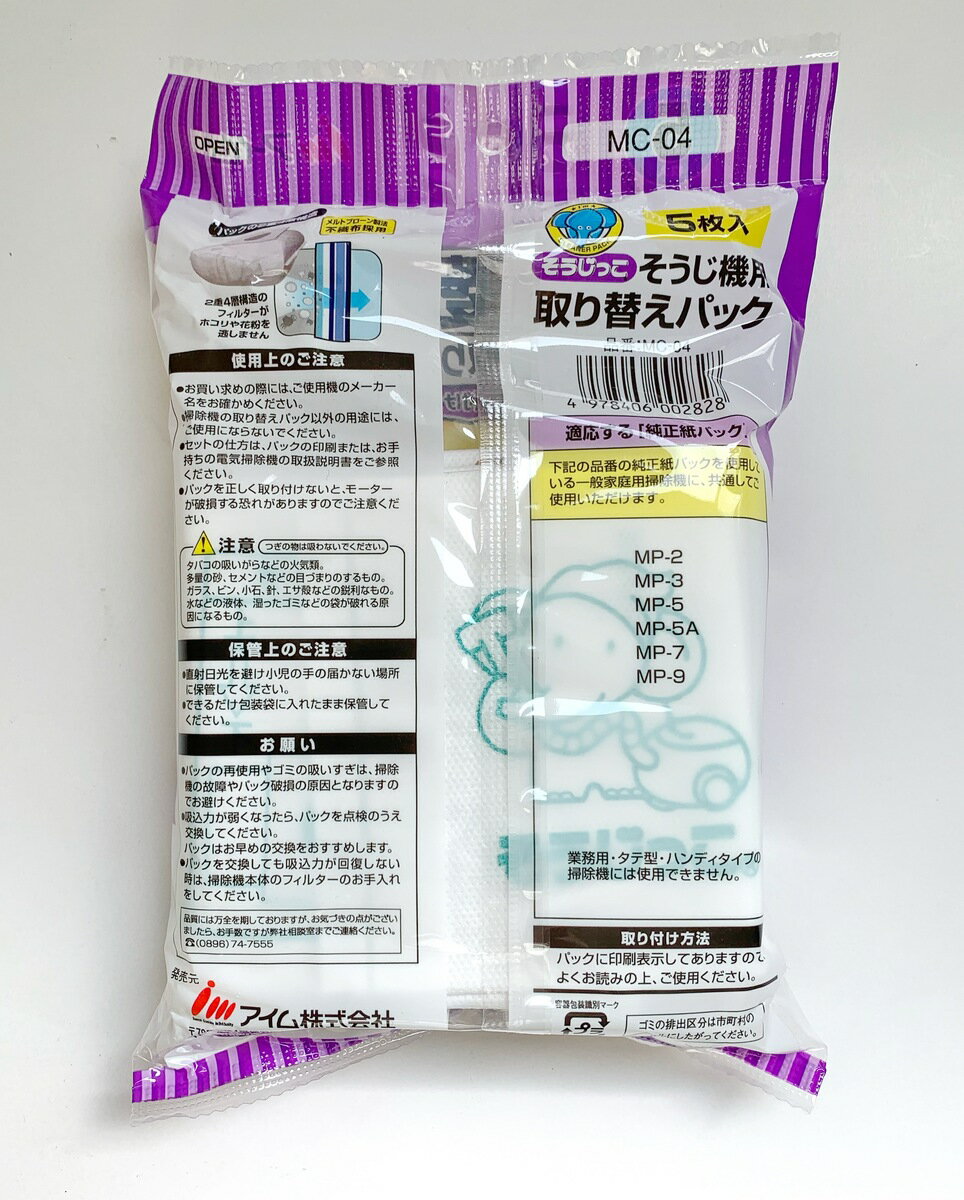 OPEN
MC-04
メルトブローン製法
不織布採用
2重4層構造の
フィルターが
ホコリや花粉を
逃しません
使用上のご注意
●お買い求めの際には、ご使用機のメーカー
名をお確かめください。
●掃除機の取り替えパック以外の用途には、
ご使用にならないでください。
●セットの仕方は、パックの印刷または、お手
持ちの電気掃除機の取扱説明書をご参照
ください。
●パックを正しく取り付けないと、モーター
が破損する恐れがありますのでご注意くだ
さい。
注意 つぎの物は吸わないでください。
タバコの吸いがらなどの火気類。
多量の砂、セメントなどの目づまりのするもの。
ガラス、ピン、小石、針、エサ殻などの鋭利なもの。
水などの液体、湿ったゴミなどの袋が破れる原
因になるもの。
保管上のご注意
●直射日光を避け小児の手の届かない場所
に保管してください。
●できるだけ包装袋に入れたまま保管して
ください。
お願い
●パックの再使用やゴミの吸いすぎは、掃除
機の故障やパック破損の原因となりますの
でお避けください。
●吸込力が弱くなったら、パックを点検のうえ
交換してください。
パックはお早めの交換をおすすめします。
●パックを交換しても吸込力が回復しない
時は、掃除機本体のフィルターのお手入れ
をしてください。
品質には万全を期しておりますが、お気づきの点がござい
ましたら、お手数ですが弊社相談室までご連絡ください。
☎(0896)74-7555
発売元
アイム株式会社
5枚入
CLEANER PACK
そうじっこ そうじ機用
取り替えパック
品番:MC-04
4 978406 002828
適応する「純正紙パック」
下記の品番の純正紙パックを使用して
いる一般家庭用掃除機に、共通してご
使用いただけます。
MP-2
MP-3
MP-5
MP-5A
MP-7
MP-9
業務用・タテ型・ハンディタイプの
掃除機には使用できません。
取り付け方法
パックに印刷表示してありますので、
よくお読みの上、ご使用ください。
容器包装識別マーク
ゴミの排出区分は市町村の
にしたがってください。